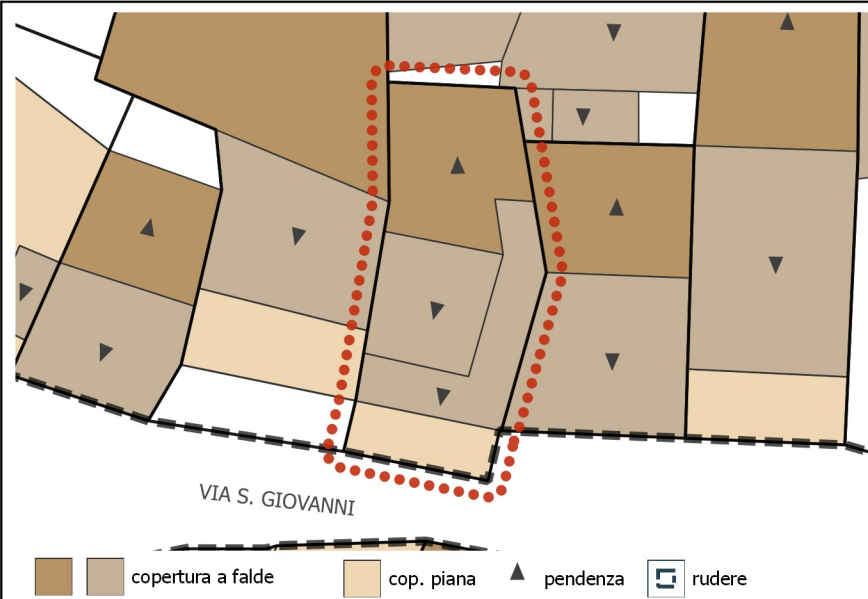 VIA S. GIOVANNI
copertura a falde
cop. piana
pendenza
rudere